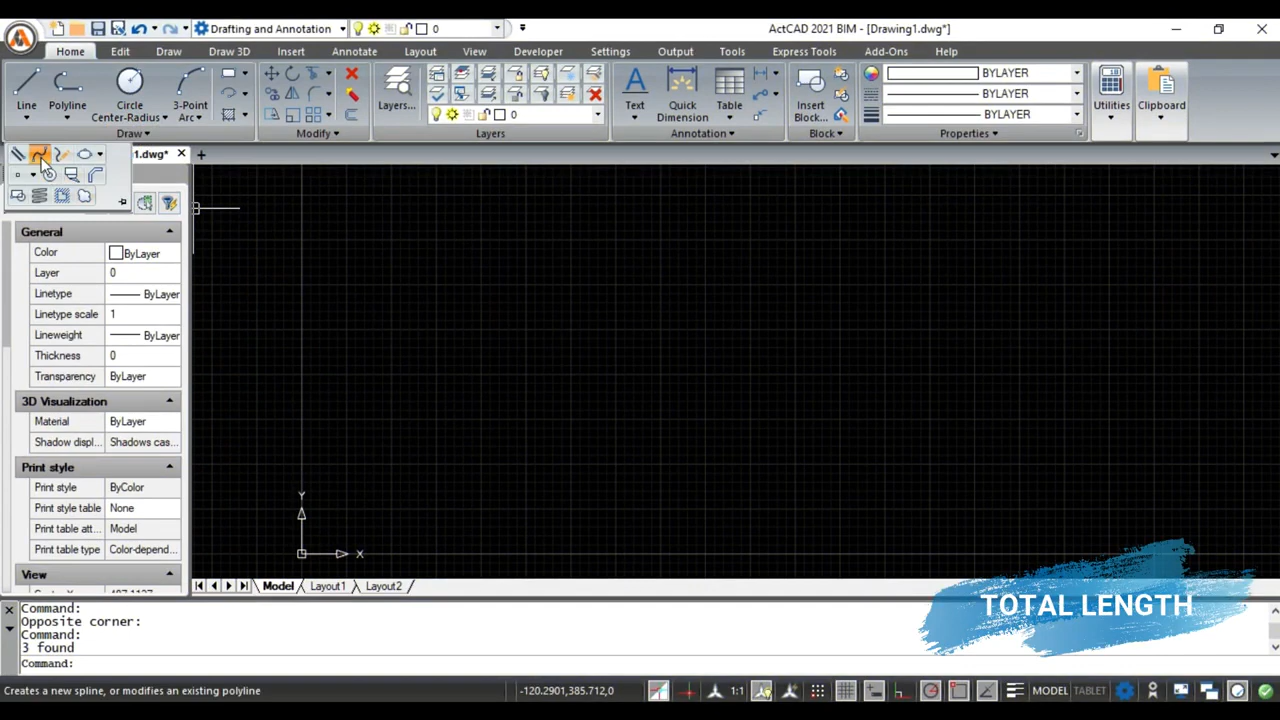 Drafting and Annotation
0
ActCAD 2021 BIM - [Drawing1.dwg*]
Home
Edit
Draw
Draw 3D
Insert
Annotate
Layout
View
Developer
Settings
Output
Tools
Express Tools
Add-Ons
Help
Line
Polyline
Circle
Center-Radius
3-Point
Arc
Layers...
0
Text
Quick
Dimension
Table
Insert
Block...
BYLAYER
BYLAYER
BYLAYER
Utilities
Clipboard
Draw
Modify
Layers
Annotation
Block
Properties
1.dwg*
General
Color ByLayer
Layer 0
Linetype ByLayer
Linetype scale 1
Lineweight ByLayer
Thickness 0
Transparency ByLayer
3D Visualization
Material ByLayer
Shadow displ... Shadows cas...
Print style
Print style ByColor
Print style table None
Print table att... Model
Print table type Color-depend...
View
Y
X
Model
Layout1
Layout2
Command:
Opposite corner:
Command:
3 found
Command:
TOTAL LENGTH
Creates a new spline, or modifies an existing polyline
-120.2901,385.712,0
1:1
MODEL
TABLET